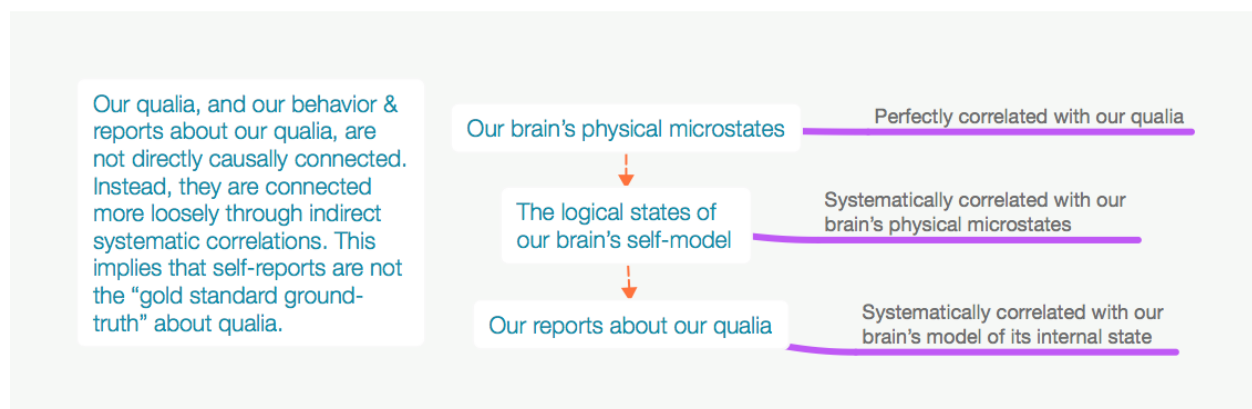 Our qualia, and our behavior &
reports about our qualia, are
not directly causally connected.
Instead, they are connected
more loosely through indirect
systematic correlations. This
implies that self-reports are not
the “gold standard ground-
truth” about qualia.
Our brain’s physical microstates
Perfectly correlated with our qualia
The logical states of
our brain’s self-model
Systematically correlated with our
brain’s physical microstates
Our reports about our qualia
Systematically correlated with our
brain’s model of its internal state